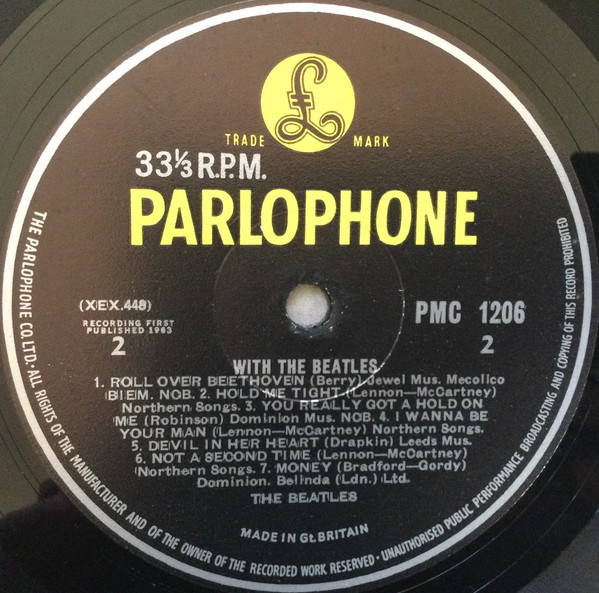 £
TRADE MARK
33⅓ R.P.M.
PARLOPHONE
(XEX.448)
RECORDING FIRST
PUBLISHED 1963
2
PMC 1206
2
WITH THE BEATLES
1. ROLL OVER BEETHOVEN (Berry) Jewel Mus. Mecolico
BIEM. NCB. 2. HOLD ME TIGHT (Lennon—McCartney)
Northern Songs. 3. YOU REALLY GOT A HOLD ON
ME (Robinson) Dominion Mus. NCB. 4. I WANNA BE
YOUR MAN (Lennon—McCartney) Northern Songs.
5. DEVIL IN HER HEART (Drapkin) Leeds Mus.
6. NOT A SECOND TIME (Lennon—McCartney)
(Northern Songs. 7. MONEY (Bradford—Gordy)
Dominion. Belinda (Ldn.) Ltd.
THE BEATLES
MADE IN Gt. BRITAIN
THE PARLOPHONE CO. LTD. · ALL RIGHTS OF THE MANUFACTURER AND OF THE OWNER OF THE RECORDED WORK RESERVED · UNAUTHORISED PUBLIC PERFORMANCE BROADCASTING AND COPYING OF THIS RECORD PROHIBITED